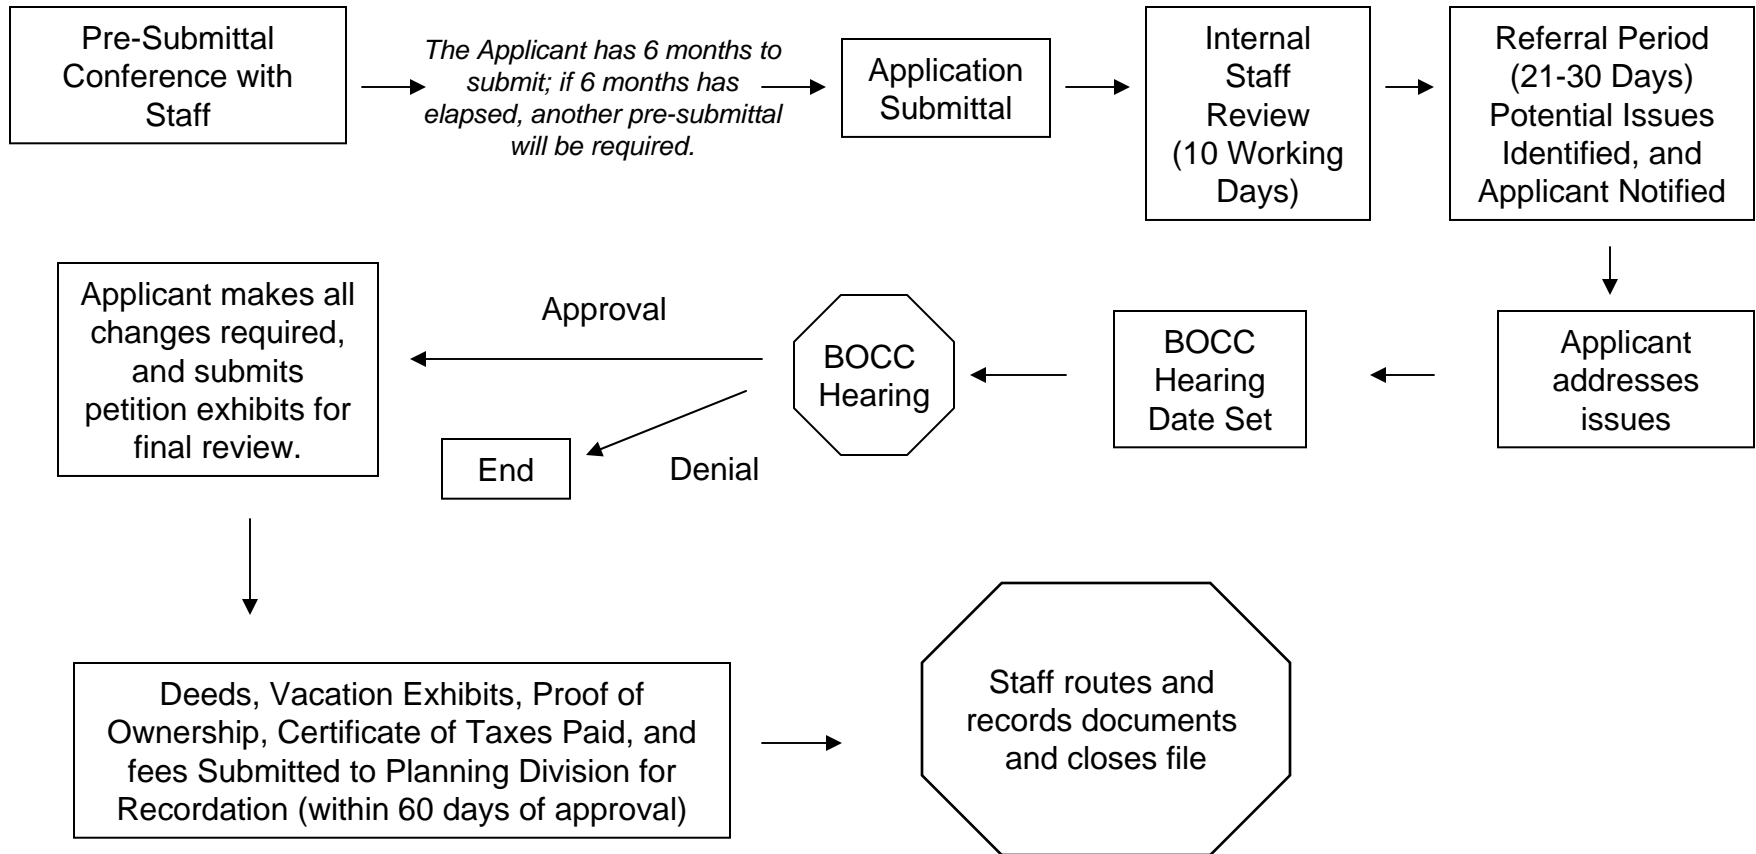 Pre-Submittal
Conference with
Staff
The Applicant has 6 months to
submit; if 6 months has
elapsed, another pre-submittal
will be required.
Application
Submittal
Internal
Staff
Review
(10 Working
Days)
Referral Period
(21-30 Days)
Potential Issues
Identified, and
Applicant Notified
Applicant
addresses
issues
BOCC
Hearing
Date Set
BOCC
Hearing
Approval
Denial
End
Applicant makes all
changes required,
and submits
petition exhibits for
final review.
Deeds, Vacation Exhibits, Proof of
Ownership, Certificate of Taxes Paid, and
fees Submitted to Planning Division for
Recordation (within 60 days of approval)
Staff routes and
records documents
and closes file